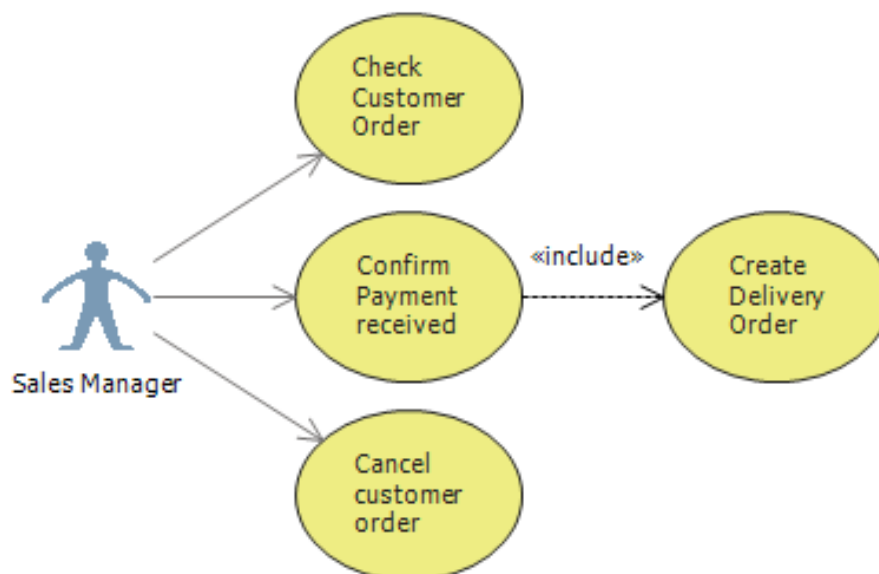 Check
Customer
Order
Confirm
Payment
received
«include»
Create
Delivery
Order
Sales Manager
Cancel
customer
order